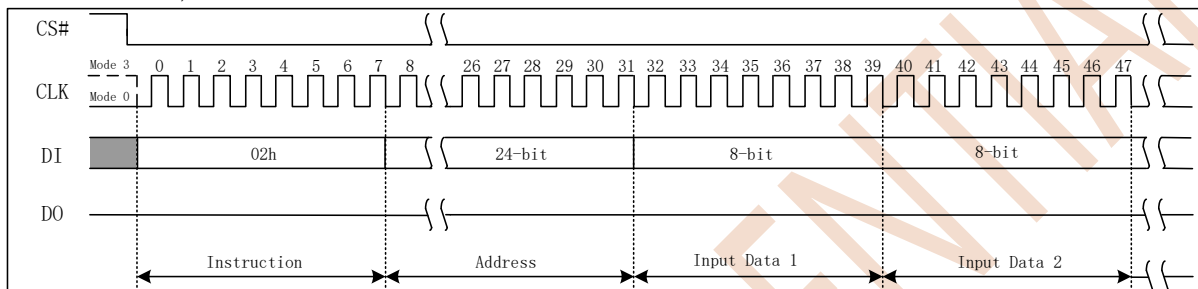 CS#
Mode 3 0 1 2 3 4 5 6 7 8 26 27 28 29 30 31 32 33 34 35 36 37 38 39 40 41 42 43 44 45 46 47
CLK
Mode 0
DI 02h 24-bit 8-bit 8-bit
DO
Instruction Address Input Data 1 Input Data 2